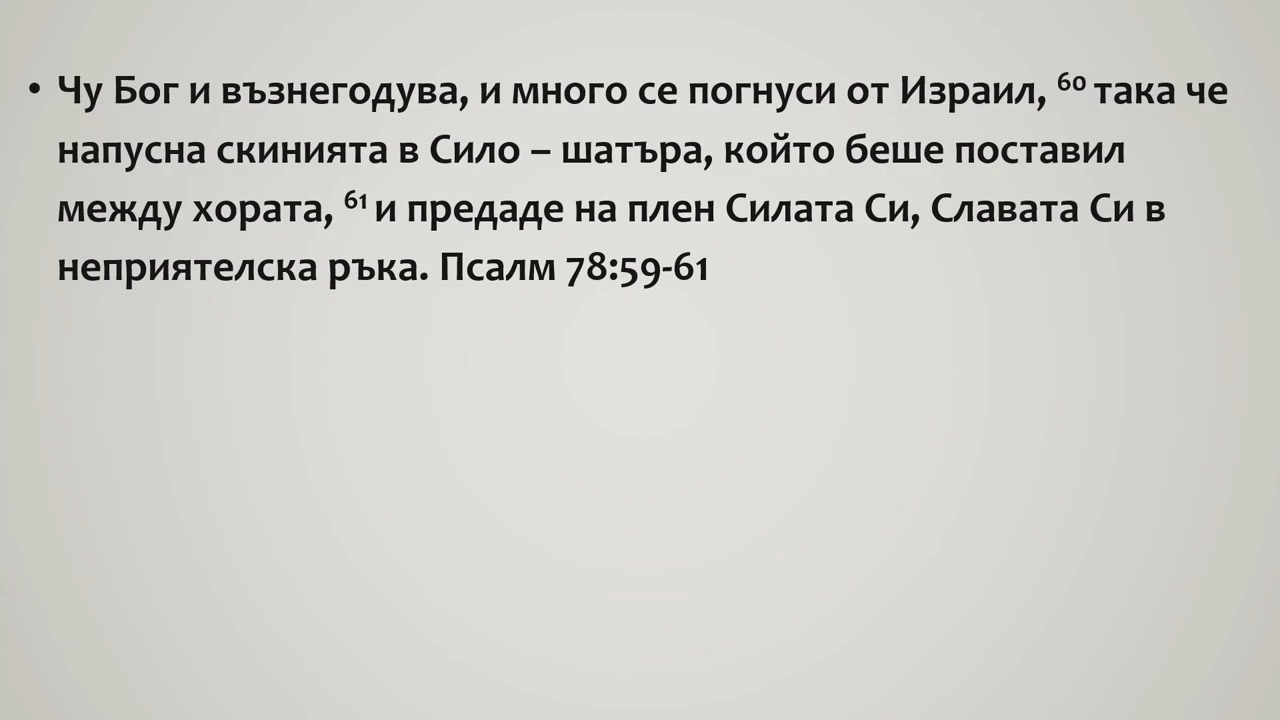 • Чу Бог и възнегодува, и много се погнуси от Израил, ⁶⁰ така че
напусна скинията в Сило – шатъра, който беше поставил
между хората, ⁶¹ и предаде на плен Силата Си, Славата Си в
неприятелска ръка. Псалм 78:59-61